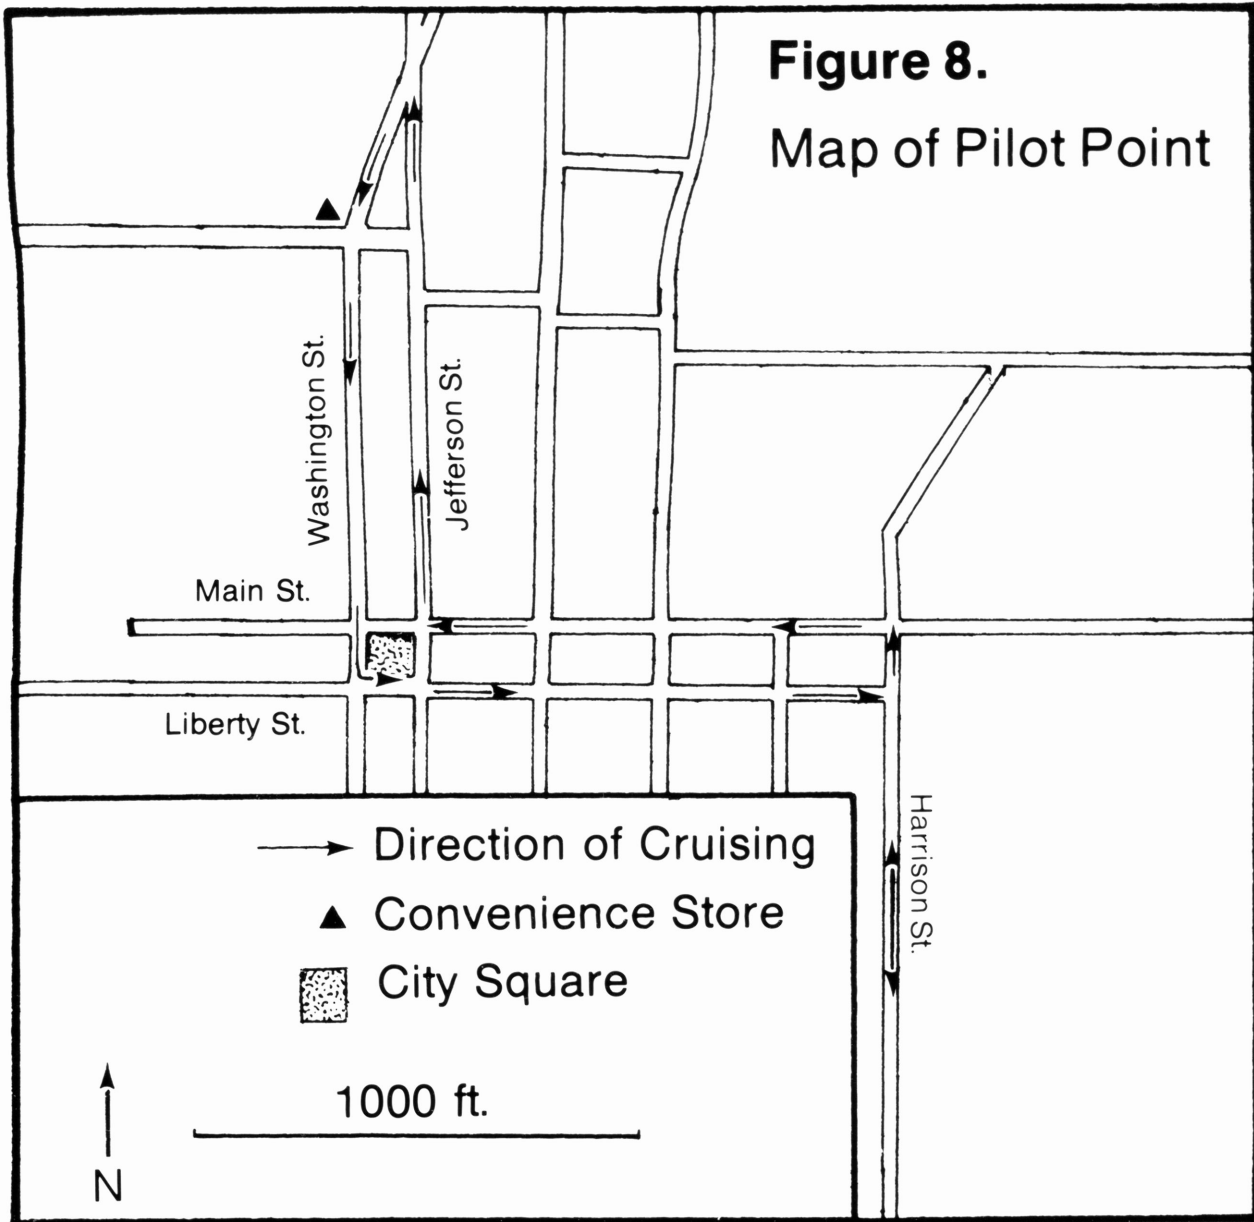 Figure 8.
Map of Pilot Point
Washington St.
Jefferson St.
Main St.
Liberty St.
Harrison St.
Direction of Cruising
Convenience Store
City Square
1000 ft.
N